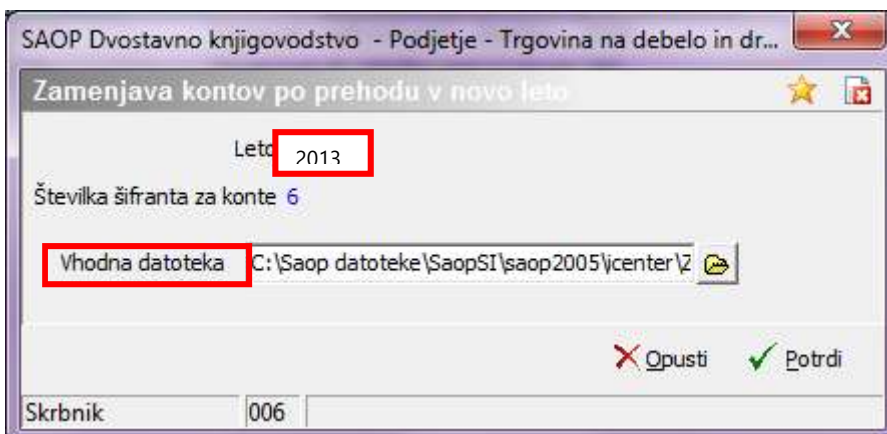 SAOP Dvostavno knjigovodstvo - Podjetje - Trgovina na debelo in dr...
Zamenjava kontov po prehodu v novo leto
Leto 2013
Številka šifranta za konte 6
Vhodna datoteka C:\Saop datoteke\SaopSI\saop2005\icenter\Z
Opusti Potrdi
Skrbnik 006